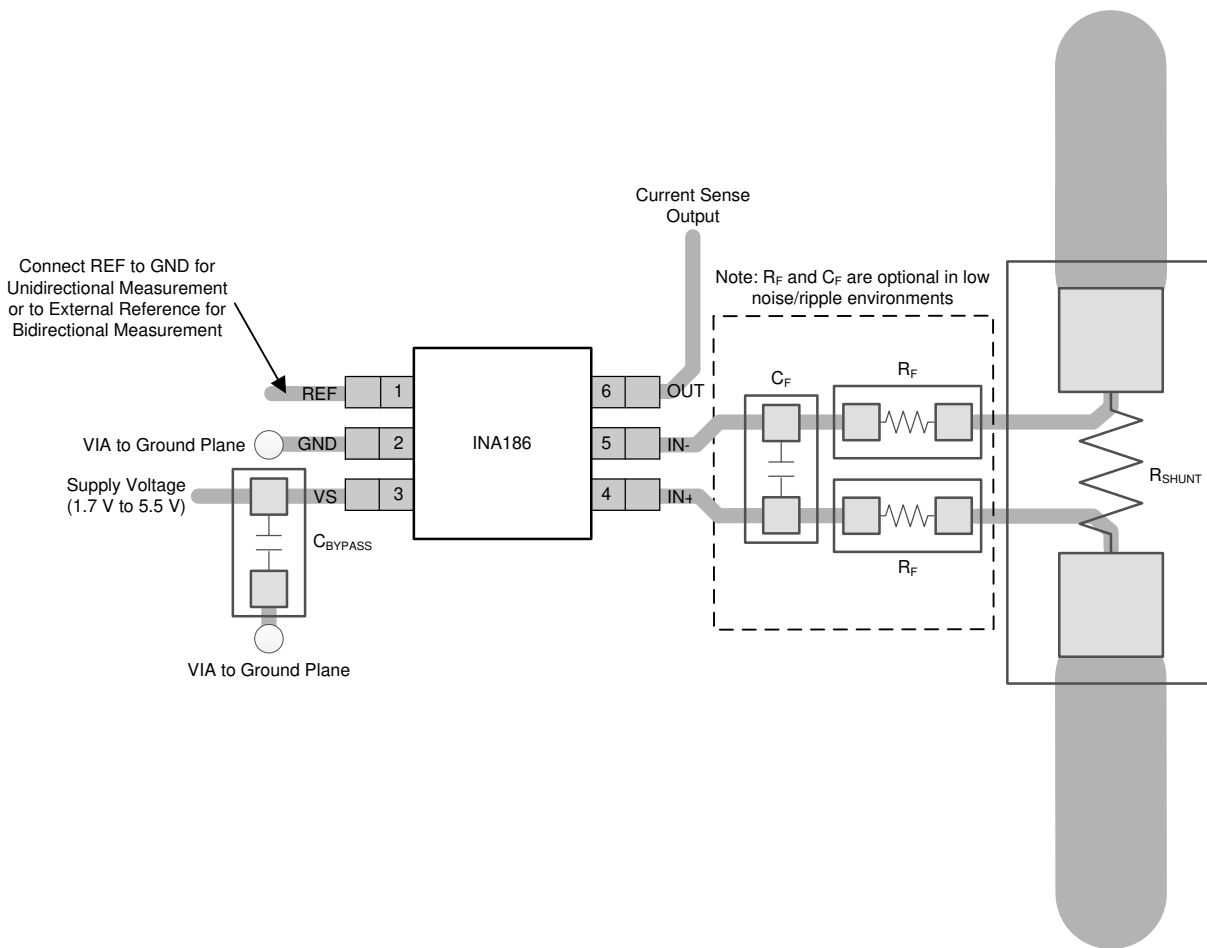 Current Sense
Output
Connect REF to GND for
Unidirectional Measurement
or to External Reference for
Bidirectional Measurement
Note: RF and CF are optional in low
noise/ripple environments
REF
1
6
OUT
CF
RF
VIA to Ground Plane
GND
2
INA186
5
IN-
RSHUNT
Supply Voltage
(1.7 V to 5.5 V)
VS
3
4
IN+
CBYPASS
RF
VIA to Ground Plane